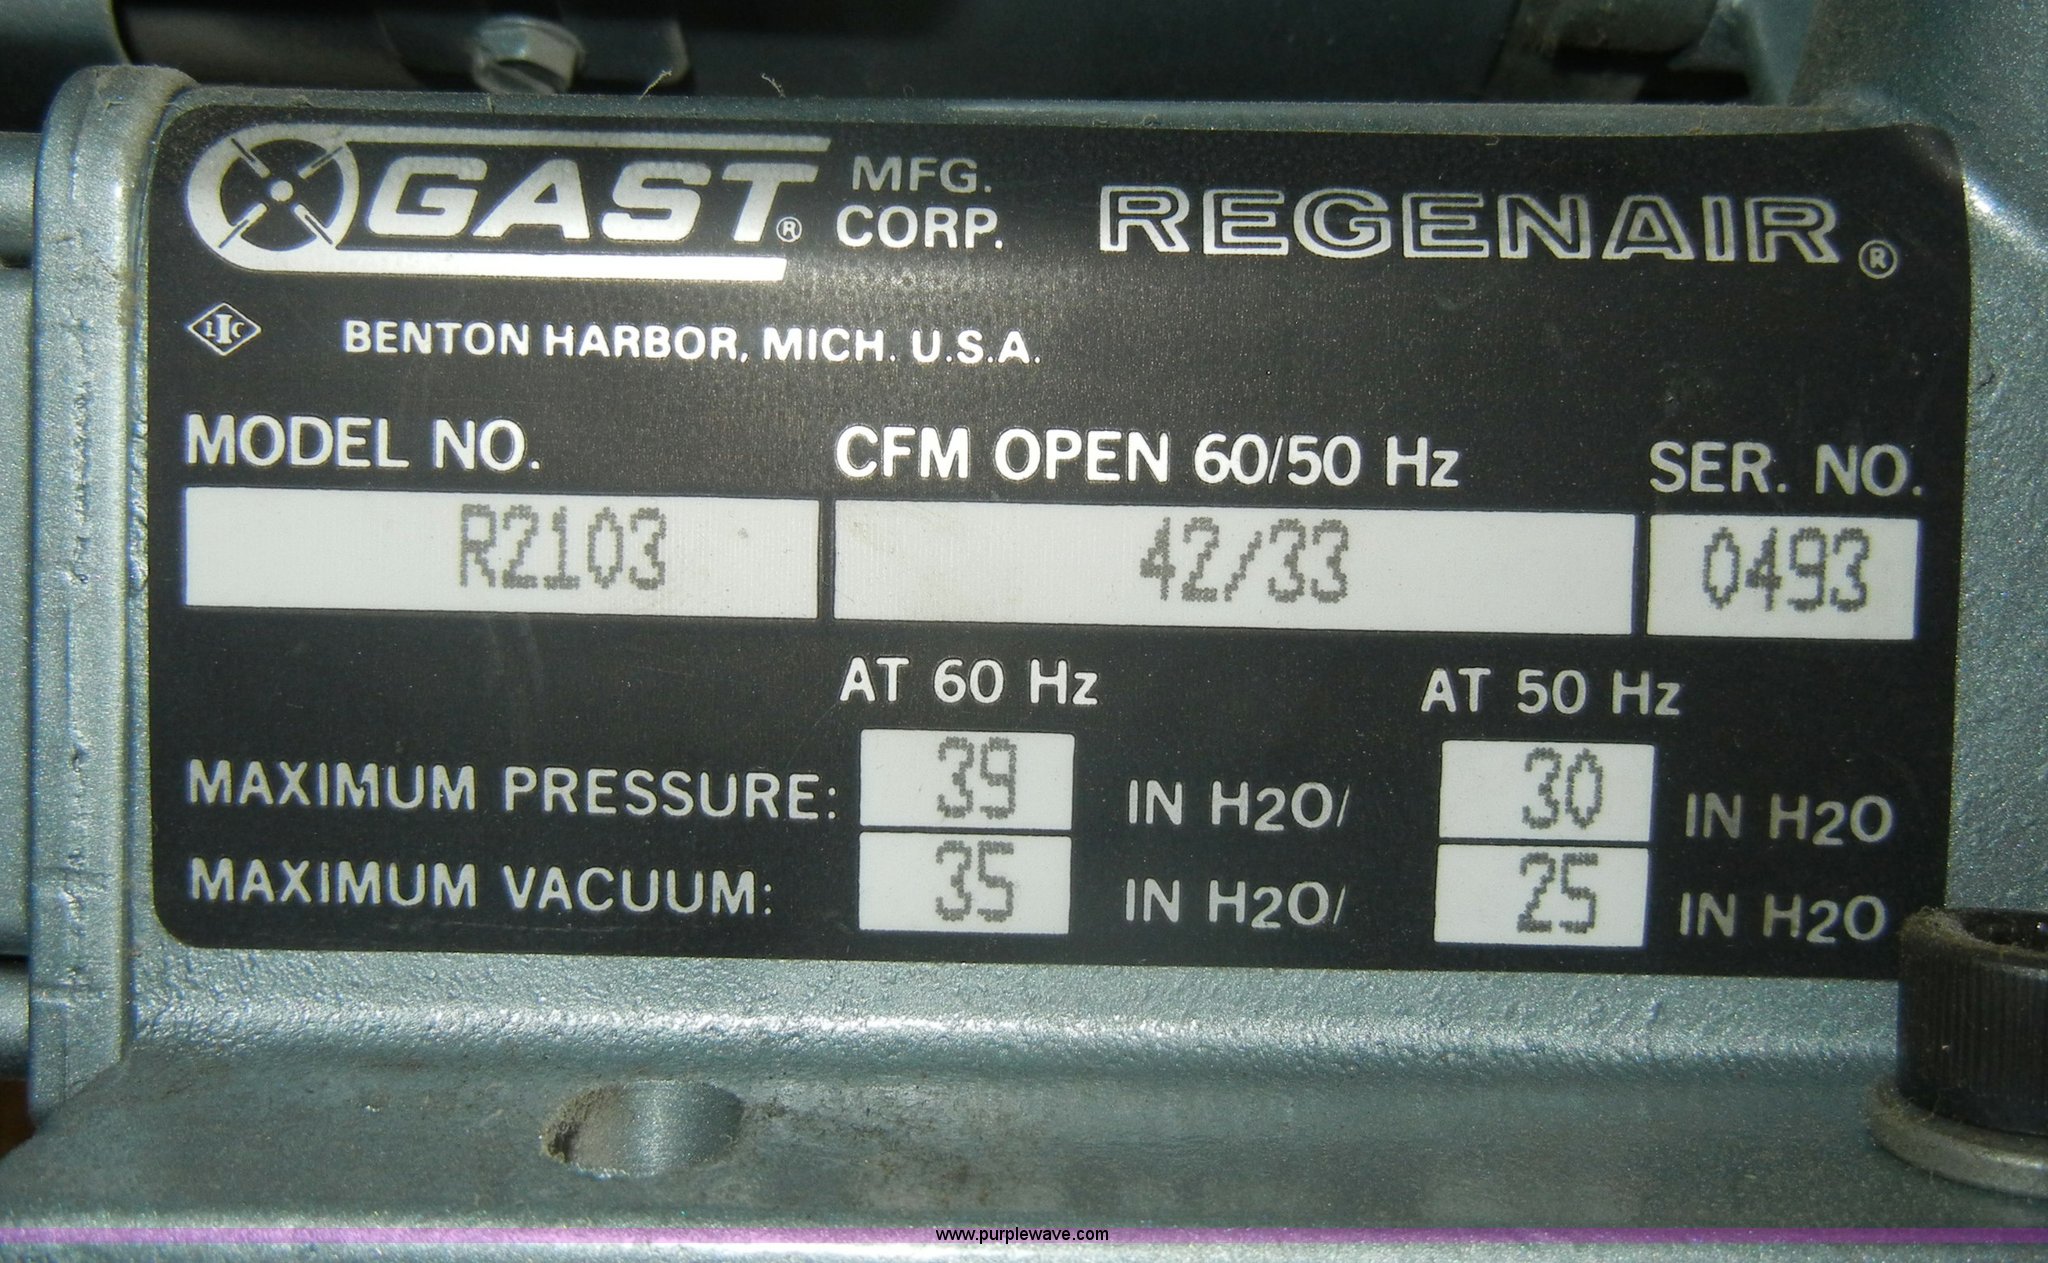 GAST® MFG. CORP. REGENAIR®
LIC
BENTON HARBOR, MICH. U.S.A.
MODEL NO. CFM OPEN 60/50 Hz SER. NO.
R2103 42/33 0493
AT 60 Hz AT 50 Hz
MAXIMUM PRESSURE: 39 IN H2O/ 30 IN H2O
MAXIMUM VACUUM: 35 IN H2O/ 25 IN H2O
www.purplewave.com